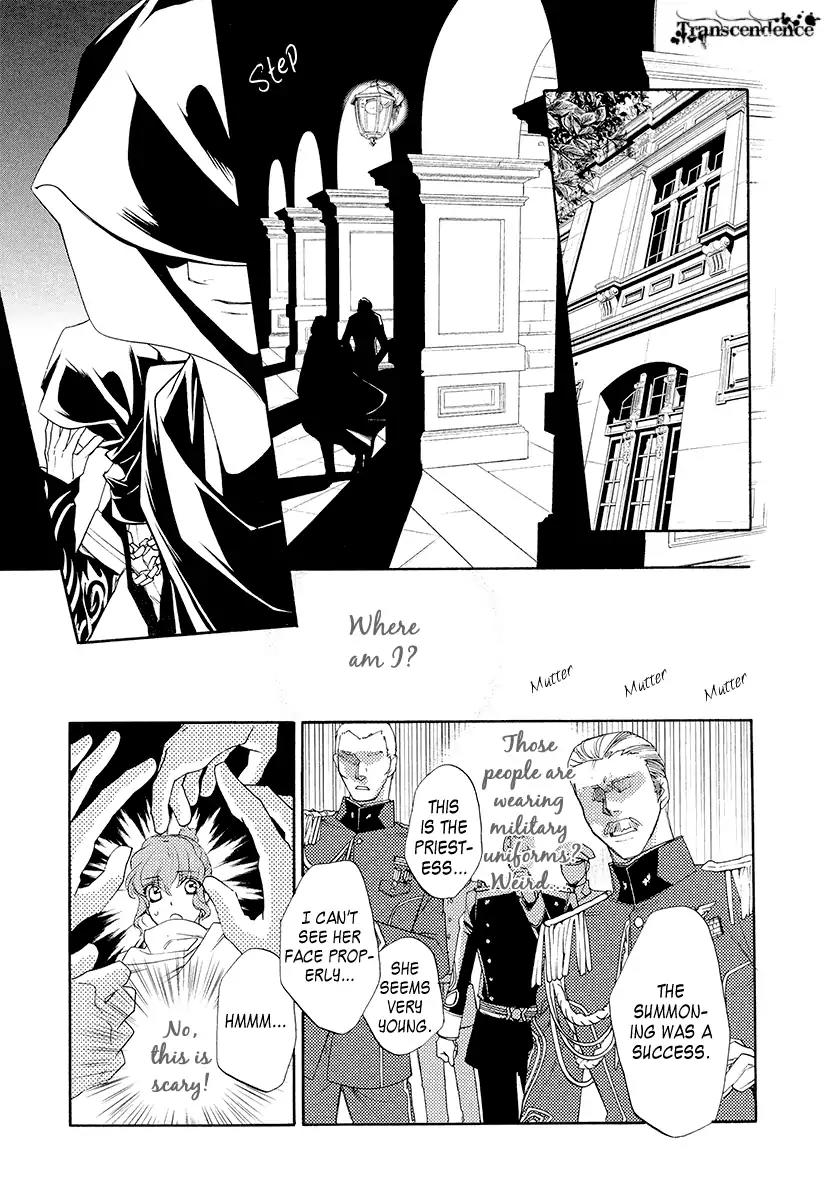 Transcendence
Step
Where
am I?
Mutter
Mutter
Mutter
THE
SUMMON-
ING WAS A
SUCCESS.
Those
people are
wearing
military
uniforms?
Weird...
THIS
IS THE
PRIEST-
ESS...
SHE
SEEMS
VERY
YOUNG.
I CAN'T
SEE HER
FACE PROP-
ERLY...
HMMM...
No,
this is
scary!